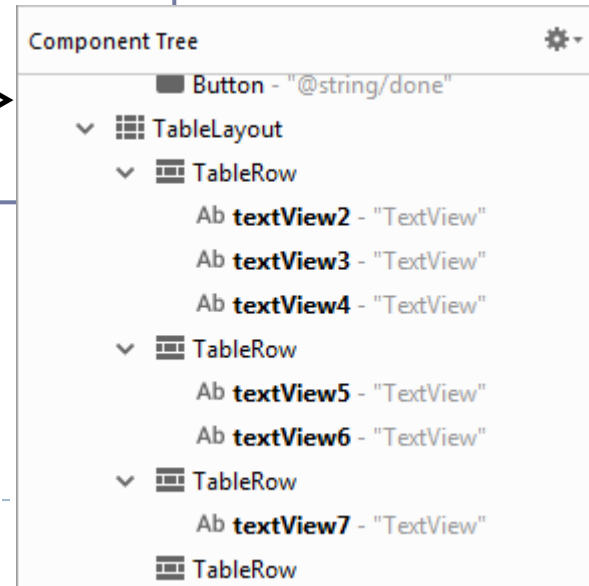 Component Tree
Button - "@string/done"
TableLayout
TableRow
Ab textView2 - "TextView"
Ab textView3 - "TextView"
Ab textView4 - "TextView"
TableRow
Ab textView5 - "TextView"
Ab textView6 - "TextView"
TableRow
Ab textView7 - "TextView"
TableRow